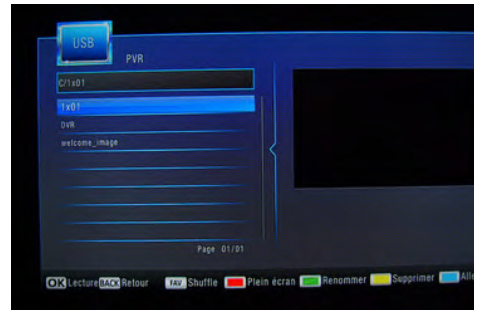 USB
PVR
C/1x01
1x01
DVR
welcome_image
Page 01/01
OK Lecture BACK Retour FAV Shuffle Plein écran Renommer Supprimer Alle